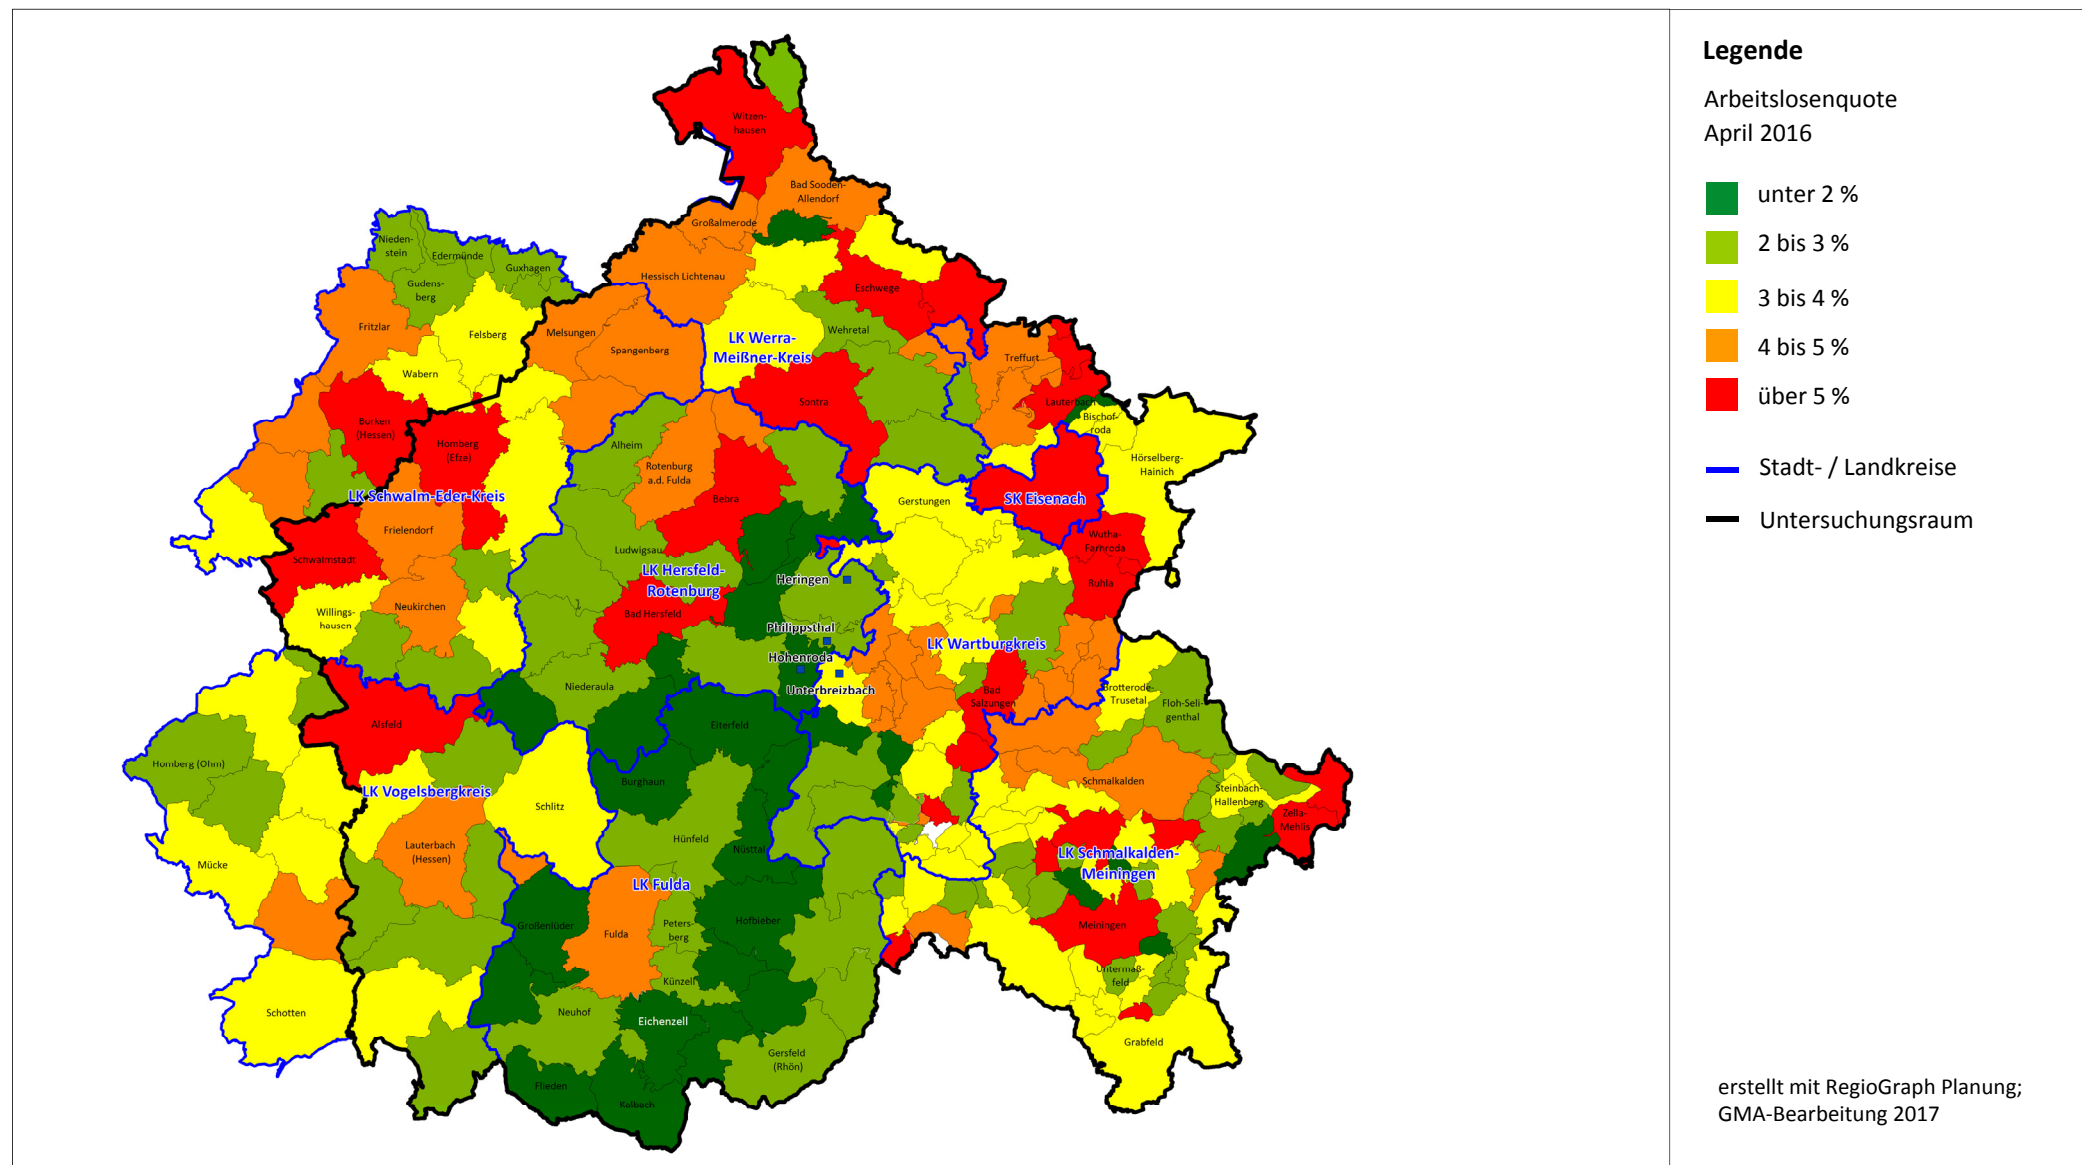 Legende
Arbeitslosenquote
April 2016
unter 2 %
2 bis 3 %
3 bis 4 %
4 bis 5 %
über 5 %
Stadt- / Landkreise
Untersuchungsraum
erstellt mit RegioGraph Planung;
GMA-Bearbeitung 2017
Witzen-
hausen
Bad Sooden-
Allendorf
Großalmerode
Hessisch Lichtenau
Eschwege
Wehretal
LK Werra-
Meißner-Kreis
Sontra
Nieden-
stein
Edermünde
Guxhagen
Gudens-
berg
Fritzlar
Felsberg
Wabern
Melsungen
Spangenberg
Borken
(Hessen)
Homberg
(Efze)
LK Schwalm-Eder-Kreis
Frielendorf
Schwalmstadt
Willings-
hausen
Neukirchen
Alheim
Rotenburg
a.d. Fulda
Bebra
Ludwigsau
LK Hersfeld-
Rotenburg
Bad Hersfeld
Heringen
Philippsthal
Hohenroda
Unterbreizbach
Niederaula
Treffurt
Lauterbach
Bischof-
roda
Hörselberg-
Hainich
SK Eisenach
Gerstungen
Wutha-
Farnroda
Ruhla
LK Wartburgkreis
Bad
Salzungen
Brotterode-
Trusetal
Floh-Seli-
genthal
Schmalkalden
Steinbach-
Hallenberg
Zella-
Mehlis
LK Schmalkalden-
Meiningen
Meiningen
Untermaß-
feld
Grabfeld
Alsfeld
Homberg (Ohm)
LK Vogelsbergkreis
Lauterbach
(Hessen)
Mücke
Schotten
Schlitz
Eiterfeld
Burghaun
Hünfeld
Nüsttal
LK Fulda
Großenlüder
Fulda
Peters-
berg
Hofbieber
Künzell
Neuhof
Eichenzell
Gersfeld
(Rhön)
Flieden
Kalbach